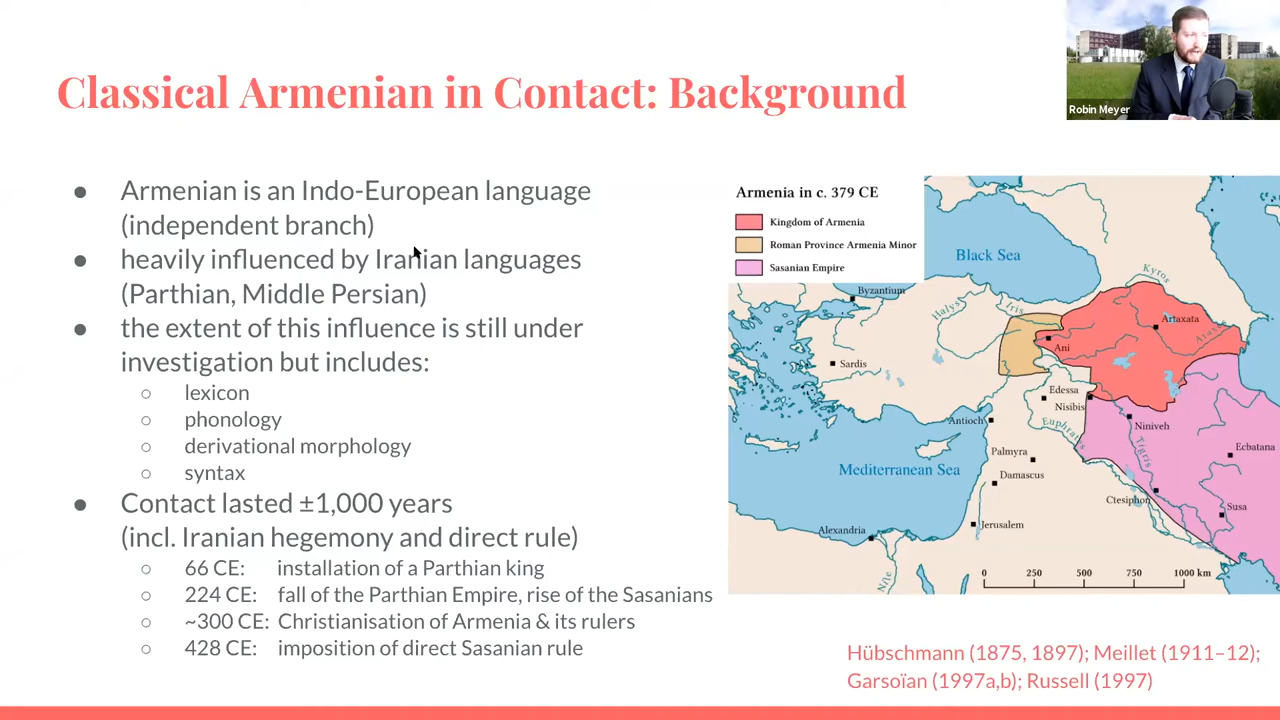 Classical Armenian in Contact: Background
Robin Meyer
● Armenian is an Indo-European language
(independent branch)
● heavily influenced by Iranian languages
(Parthian, Middle Persian)
● the extent of this influence is still under
investigation but includes:
○ lexicon
○ phonology
○ derivational morphology
○ syntax
● Contact lasted ±1,000 years
(incl. Iranian hegemony and direct rule)
○ 66 CE: installation of a Parthian king
○ 224 CE: fall of the Parthian Empire, rise of the Sasanians
○ ~300 CE: Christianisation of Armenia & its rulers
○ 428 CE: imposition of direct Sasanian rule
Armenia in c. 379 CE
Kingdom of Armenia
Roman Province Armenia Minor
Sasanian Empire
Black Sea
Kyros
Byzantium
Halys
Iris
Artaxata
Ani
Sardis
Edessa
Nisibis
Antioch
Niniveh
Euphrates
Tigris
Ecbatana
Palmyra
Mediterranean Sea
Damascus
Ctesiphon
Susa
Alexandria
Jerusalem
Nile
0 250 500 750 1000 km
Hübschmann (1875, 1897); Meillet (1911–12);
Garsoïan (1997a,b); Russell (1997)